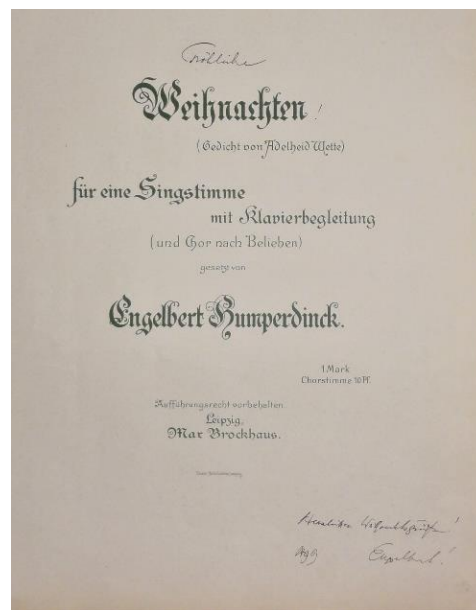 Fröhliche
Weihnachten!
(Gedicht von Adelheid Wette)
für eine Singstimme
mit Klavierbegleitung
(und Chor nach Belieben)
gesetzt von
Engelbert Humperdinck.
1 Mark
Chorstimme 10 Pf.
Aufführungsrecht vorbehalten.
Leipzig,
Max Brockhaus.
Engelbert!